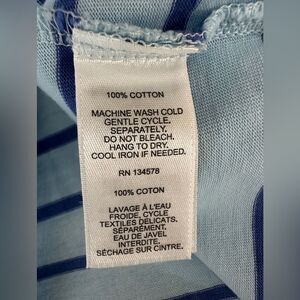 100% COTTON
MACHINE WASH COLD
GENTLE CYCLE.
SEPARATELY.
DO NOT BLEACH.
HANG TO DRY.
COOL IRON IF NEEDED.
RN 134578
100% COTON
LAVAGE À L'EAU
FROIDE, CYCLE
TEXTILES DELICATS.
SÉPARÉMENT.
EAU DE JAVEL
INTERDITE.
SÉCHAGE SUR CINTRE.